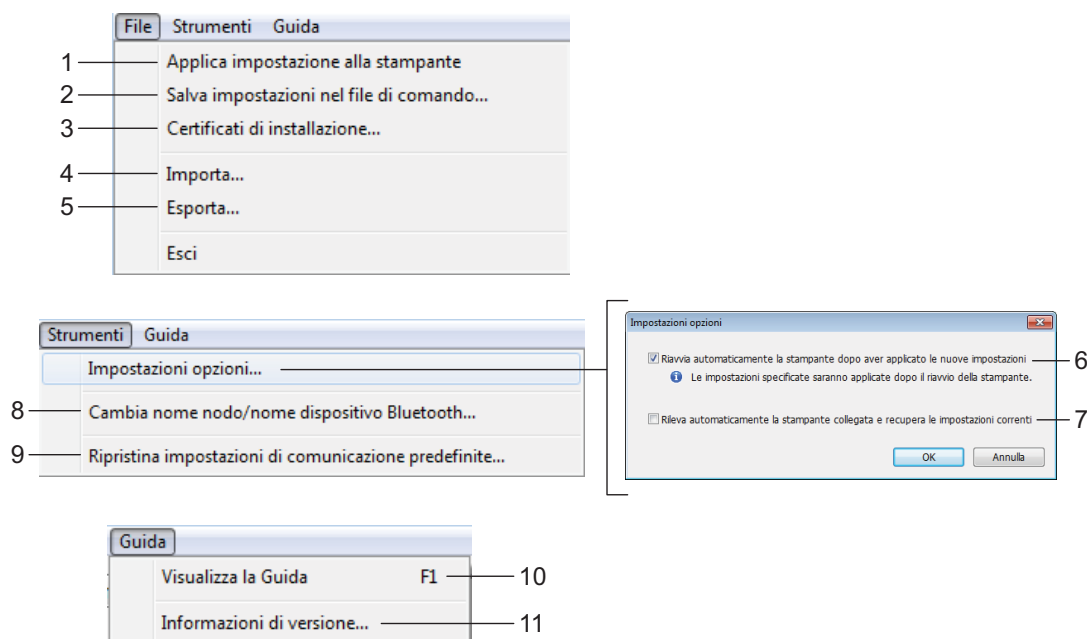 File Strumenti Guida
1 Applica impostazione alla stampante
2 Salva impostazioni nel file di comando...
3 Certificati di installazione...
4 Importa...
5 Esporta...
Esci
Strumenti Guida
Impostazioni opzioni...
8 Cambia nome nodo/nome dispositivo Bluetooth...
9 Ripristina impostazioni di comunicazione predefinite...
Impostazioni opzioni
Riavvia automaticamente la stampante dopo aver applicato le nuove impostazioni 6
Le impostazioni specificate saranno applicate dopo il riavvio della stampante.
Rileva automaticamente la stampante collegata e recupera le impostazioni correnti 7
OK Annulla
Guida
Visualizza la Guida F1 10
Informazioni di versione... 11